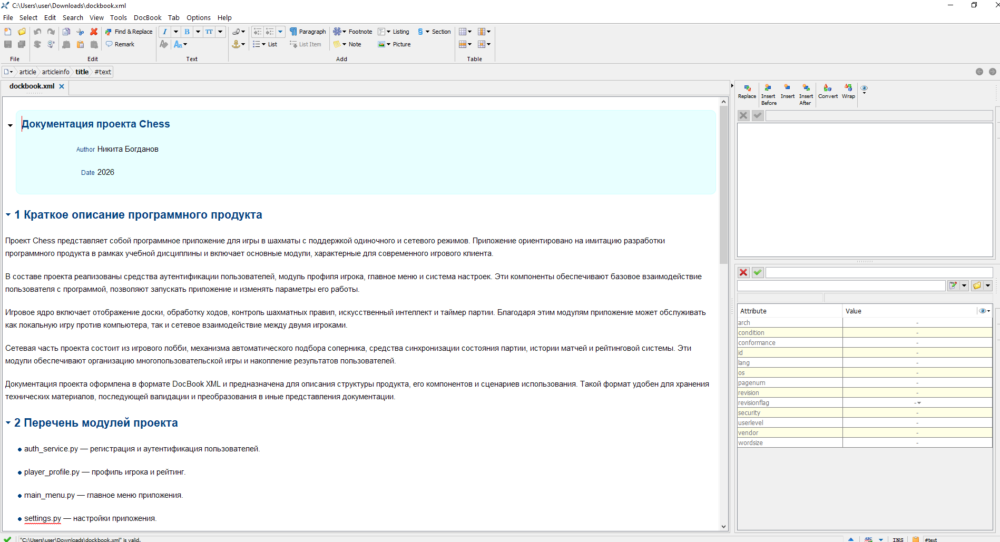 C:\Users\user\Downloads\dockbook.xml
File Select Edit Search View Tools DocBook Tab Options Help
I B TT Find & Replace Paragraph Footnote Listing Section
Remark Aa List List Item Note Picture
File Edit Text Add Table
article articleinfo title #text
dockbook.xml
Replace Insert Before Insert Insert After Convert Wrap
Документация проекта Chess
Author Никита Богданов
Date 2026
1 Краткое описание программного продукта
Проект Chess представляет собой программное приложение для игры в шахматы с поддержкой одиночного и сетевого режимов. Приложение ориентировано на имитацию разработки
программного продукта в рамках учебной дисциплины и включает основные модули, характерные для современного игрового клиента.
В составе проекта реализованы средства аутентификации пользователей, модуль профиля игрока, главное меню и система настроек. Эти компоненты обеспечивают базовое взаимодействие
пользователя с программой, позволяют запускать приложение и изменять параметры его работы.
Игровое ядро включает отображение доски, обработку ходов, контроль шахматных правил, искусственный интеллект и таймер партии. Благодаря этим модулям приложение может обслуживать
как локальную игру против компьютера, так и сетевое взаимодействие между двумя игроками.
Сетевая часть проекта состоит из игрового лобби, механизма автоматического подбора соперника, средства синхронизации состояния партии, истории матчей и рейтинговой системы. Эти
модули обеспечивают организацию многопользовательской игры и накопление результатов пользователей.
Документация проекта оформлена в формате DocBook XML и предназначена для описания структуры продукта, его компонентов и сценариев использования. Такой формат удобен для хранения
технических материалов, последующей валидации и преобразования в иные представления документации.
2 Перечень модулей проекта
auth_service.py — регистрация и аутентификация пользователей.
player_profile.py — профиль игрока и рейтинг.
main_menu.py — главное меню приложения.
settings.py — настройки приложения.
Attribute Value
arch -
condition -
conformance -
id -
lang -
os -
pagenum -
revision -
revisionflag -
security -
userlevel -
vendor -
wordsize -
"C:\Users\user\Downloads\dockbook.xml" is valid.
ABC INS #text